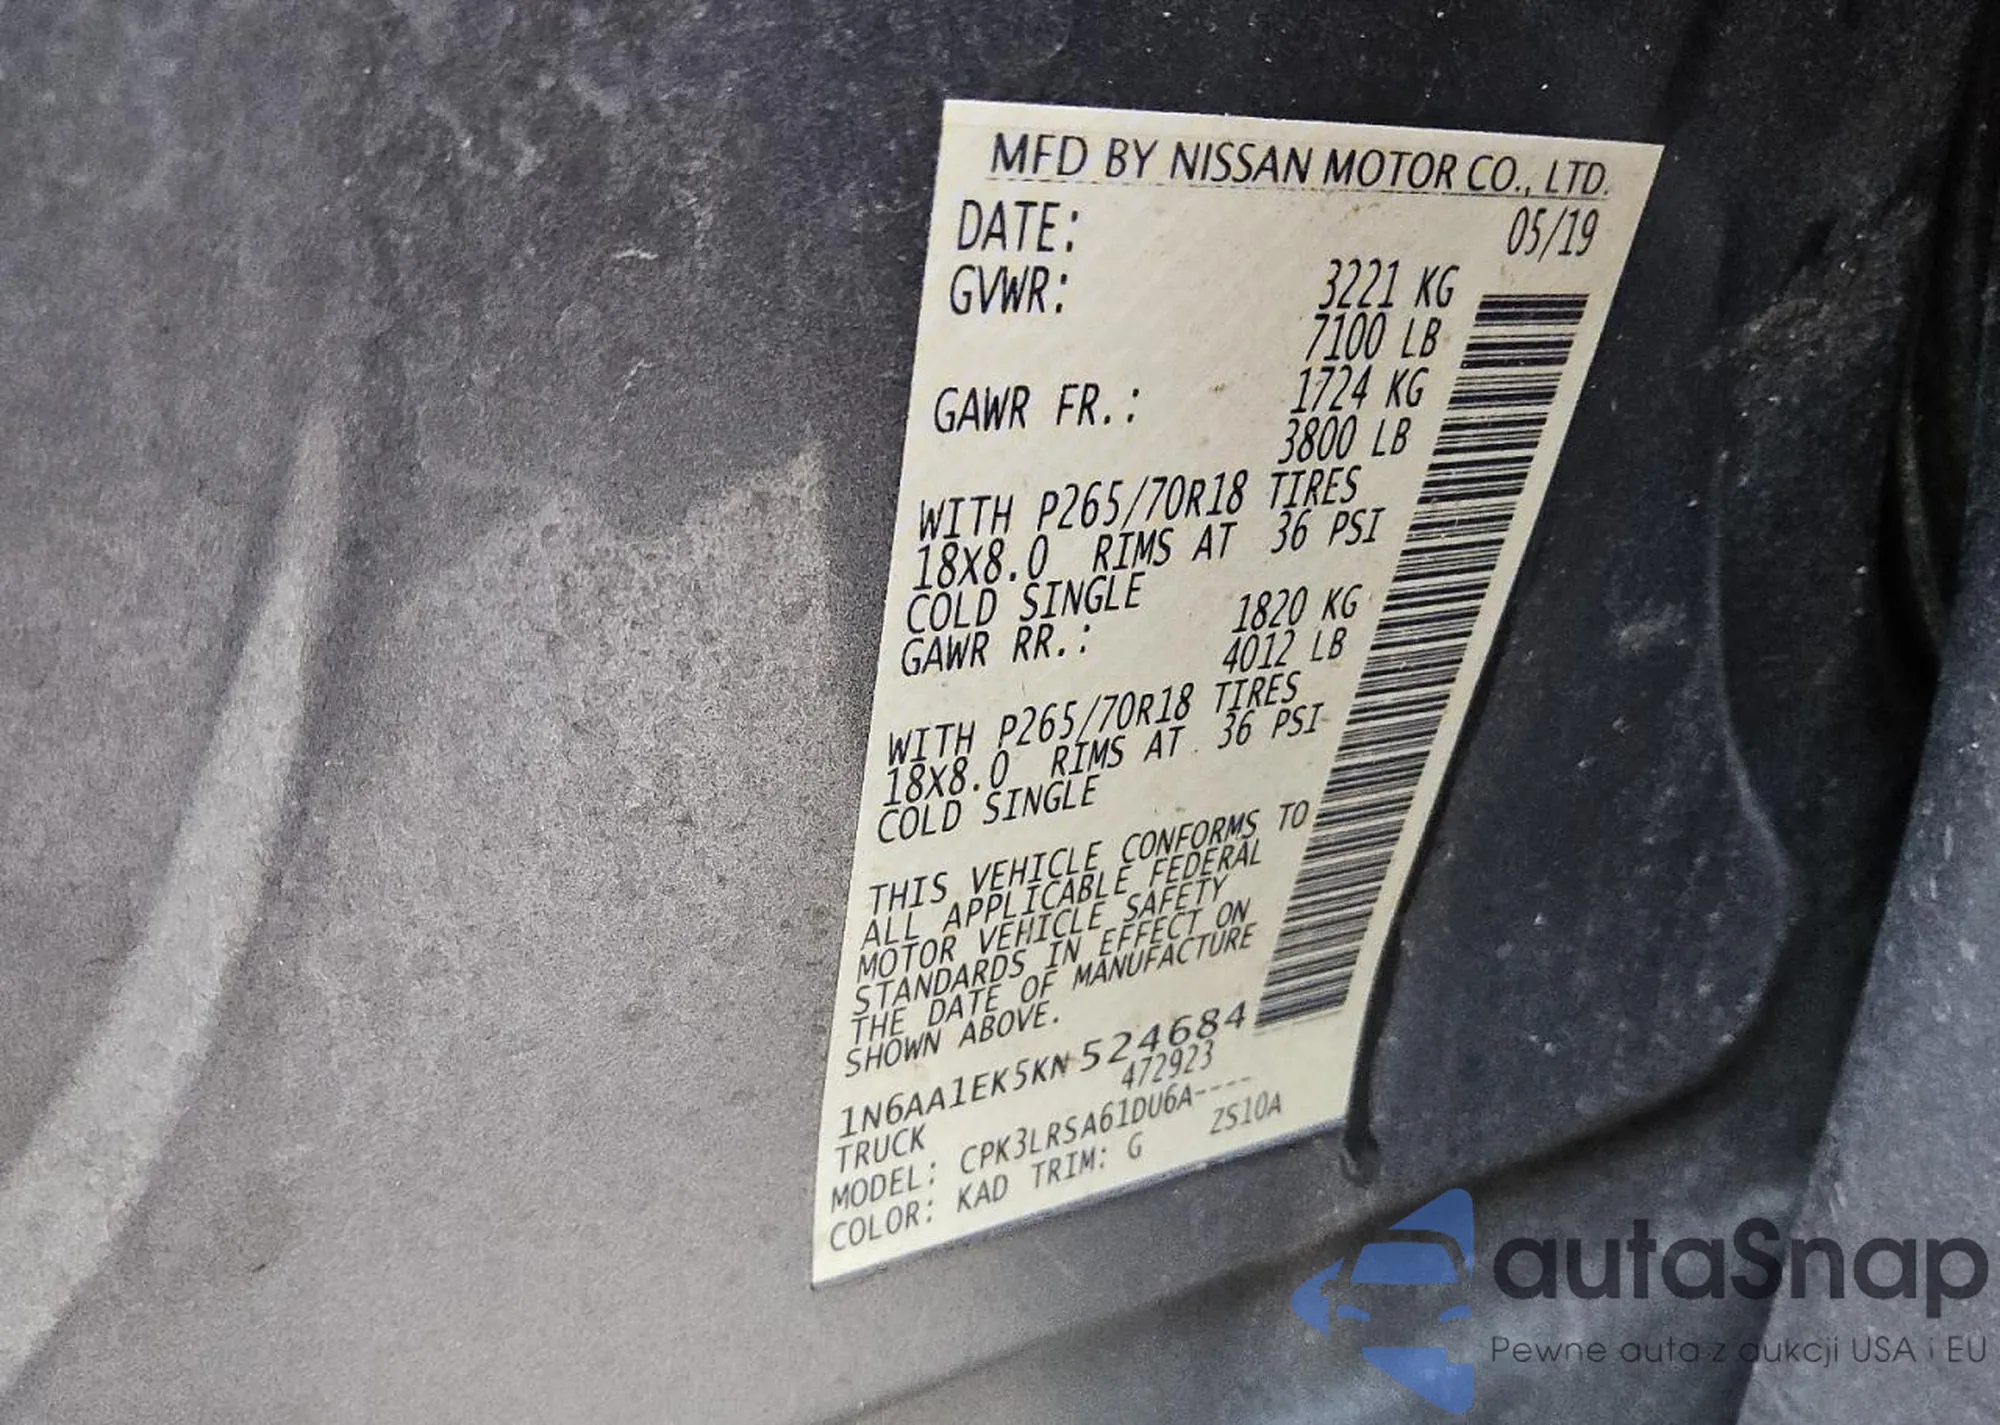 MFD BY NISSAN MOTOR CO., LTD.
DATE: 05/19
GVWR: 3221 KG
7100 LB
GAWR FR.: 1724 KG
3800 LB
WITH P265/70R18 TIRES
18X8.0 RIMS AT 36 PSI
COLD SINGLE
GAWR RR.: 1820 KG
4012 LB
WITH P265/70R18 TIRES
18X8.0 RIMS AT 36 PSI
COLD SINGLE
THIS VEHICLE CONFORMS TO
ALL APPLICABLE FEDERAL
MOTOR VEHICLE SAFETY
STANDARDS IN EFFECT ON
THE DATE OF MANUFACTURE
SHOWN ABOVE.
1N6AA1EK5KN524684
TRUCK 472923
MODEL: CPK3LRSA61DU6A----
COLOR: KAD TRIM: G ZS10A
autaSnap
Pewne auta z aukcji USA i EU